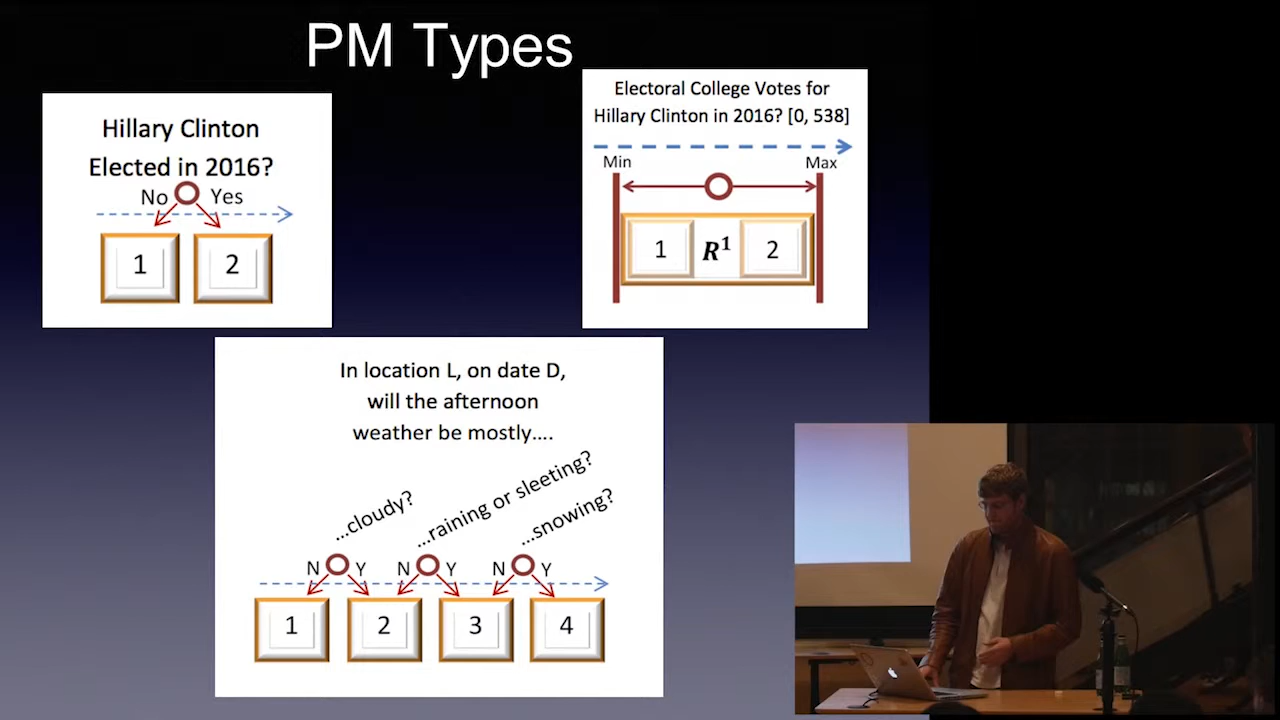 PM Types
Hillary Clinton
Elected in 2016?
No Yes
1 2
Electoral College Votes for
Hillary Clinton in 2016? [0, 538]
Min Max
1 R¹ 2
In location L, on date D,
will the afternoon
weather be mostly....
...cloudy?
...raining or sleeting?
...snowing?
N Y N Y N Y
1 2 3 4